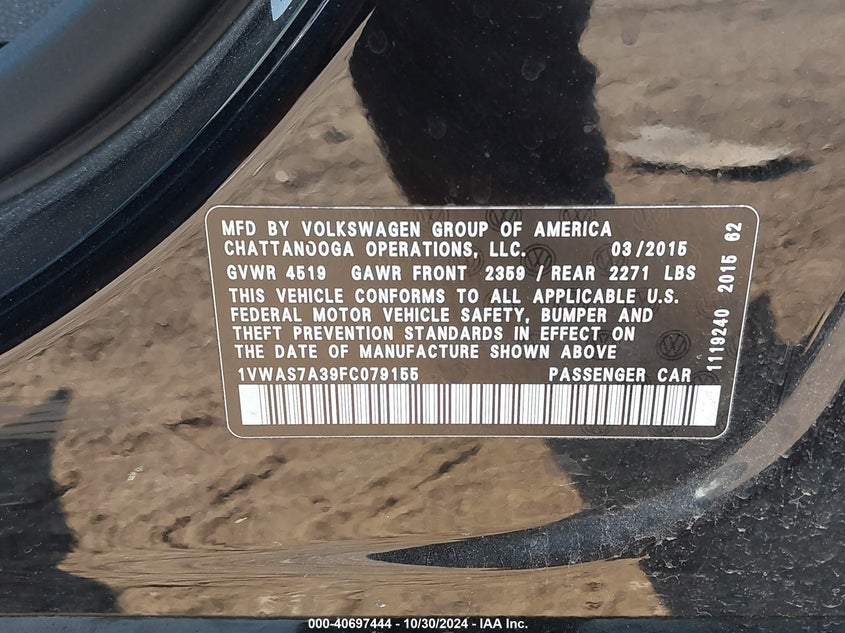 MFD BY VOLKSWAGEN GROUP OF AMERICA
CHATTANOOGA OPERATIONS, LLC. 03/2015
GVWR 4519 GAWR FRONT 2359 / REAR 2271 LBS
THIS VEHICLE CONFORMS TO ALL APPLICABLE U.S.
FEDERAL MOTOR VEHICLE SAFETY, BUMPER AND
THEFT PREVENTION STANDARDS IN EFFECT ON
THE DATE OF MANUFACTURE SHOWN ABOVE
1VWAS7A39FC079155 PASSENGER CAR
1119240 2015 62
000-40697444 - 10/30/2024 - IAA Inc.